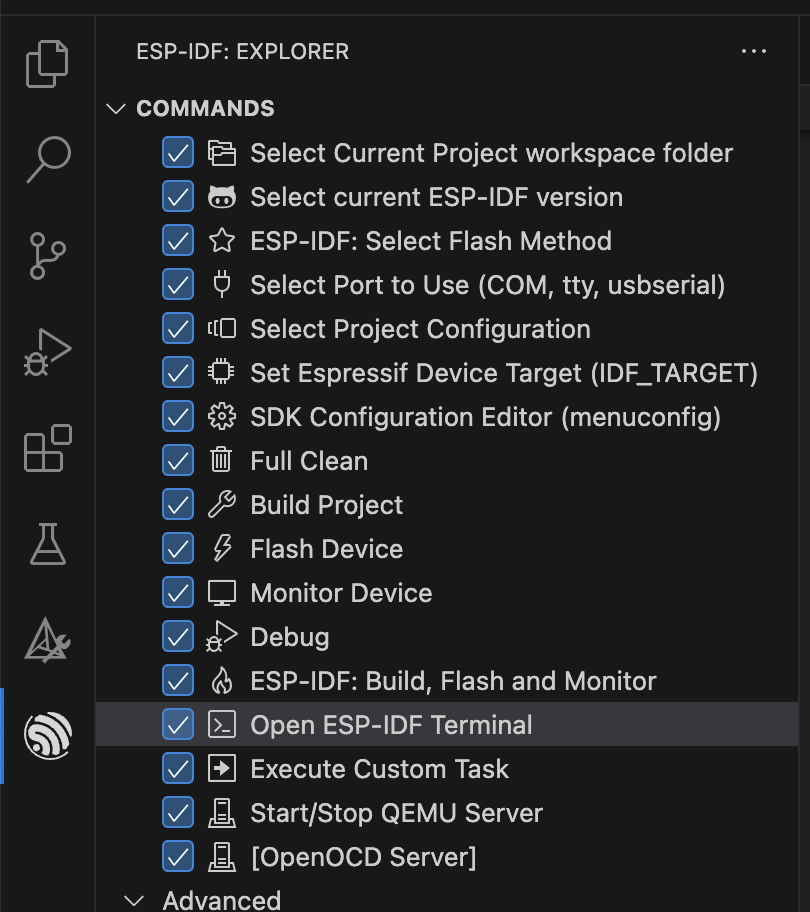 ESP-IDF: EXPLORER
COMMANDS
Select Current Project workspace folder
Select current ESP-IDF version
ESP-IDF: Select Flash Method
Select Port to Use (COM, tty, usbserial)
Select Project Configuration
Set Espressif Device Target (IDF_TARGET)
SDK Configuration Editor (menuconfig)
Full Clean
Build Project
Flash Device
Monitor Device
Debug
ESP-IDF: Build, Flash and Monitor
Open ESP-IDF Terminal
Execute Custom Task
Start/Stop QEMU Server
[OpenOCD Server]
Advanced